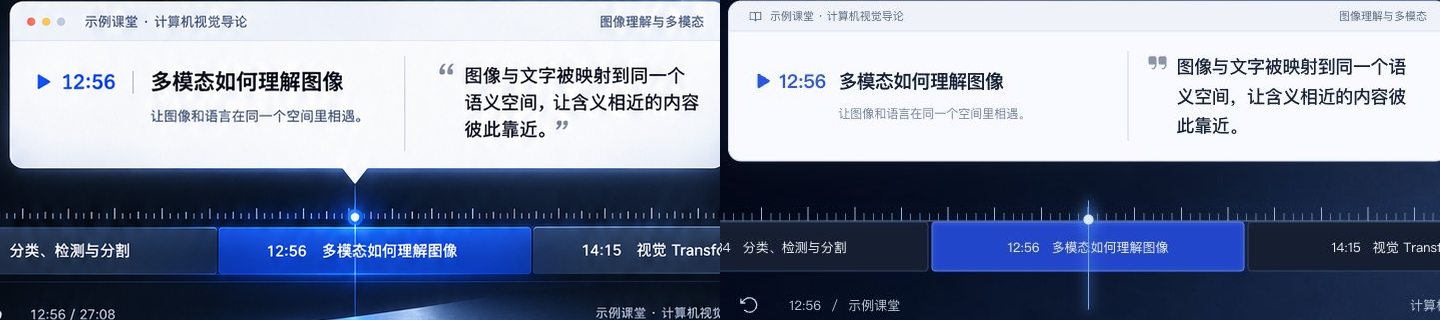 示例课堂 · 计算机视觉导论
图像理解与多模态
12:56
多模态如何理解图像
让图像和语言在同一个空间里相遇。
“图像与文字被映射到同一个
语义空间，让含义相近的内容
彼此靠近。”
分类、检测与分割
12:56 多模态如何理解图像
14:15 视觉 Transf
12:56 / 27:08
示例课堂 · 计算机视觉
示例课堂 · 计算机视觉导论
图像理解与多模态
12:56 多模态如何理解图像
让图像和语言在同一个空间里相遇。
”图像与文字被映射到同一个语
义空间，让含义相近的内容彼
此靠近。
4 分类、检测与分割
12:56 多模态如何理解图像
14:15 视觉 Transf
12:56 / 示例课堂
计算